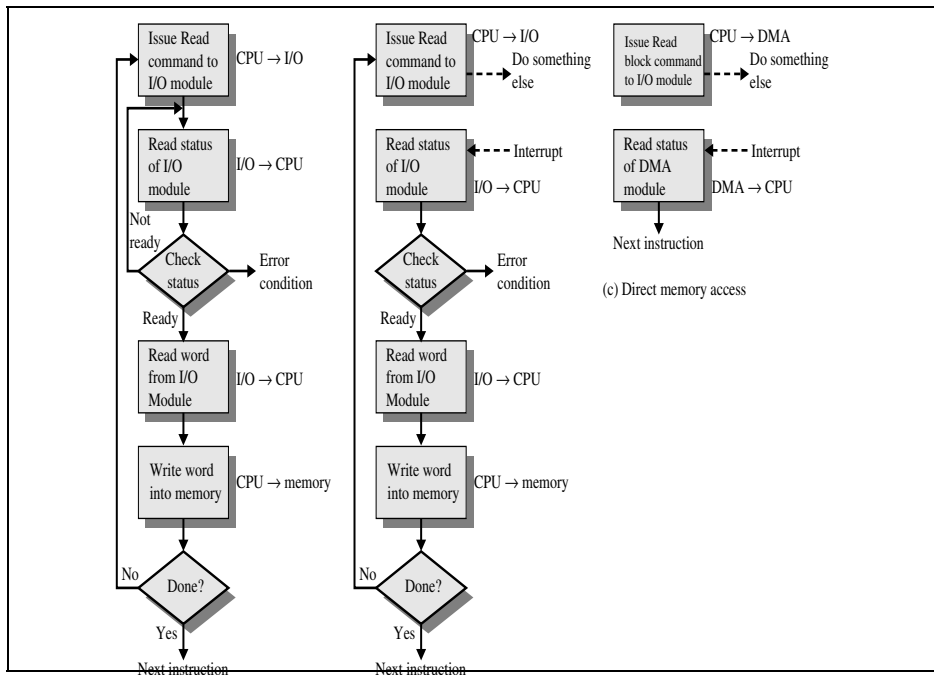 Issue Read
command to
I/O module
CPU → I/O
Read status
of I/O
module
I/O → CPU
Not
ready
Check
status
Error
condition
Ready
Read word
from I/O
Module
I/O → CPU
Write word
into memory
CPU → memory
No
Done?
Yes
Next instruction
Issue Read
command to
I/O module
CPU → I/O
Do something
else
Read status
of I/O
module
Interrupt
I/O → CPU
Check
status
Error
condition
Ready
Read word
from I/O
Module
I/O → CPU
Write word
into memory
CPU → memory
No
Done?
Yes
Next instruction
Issue Read
block command
to I/O module
CPU → DMA
Do something
else
Read status
of DMA
module
Interrupt
DMA → CPU
Next instruction
(c) Direct memory access